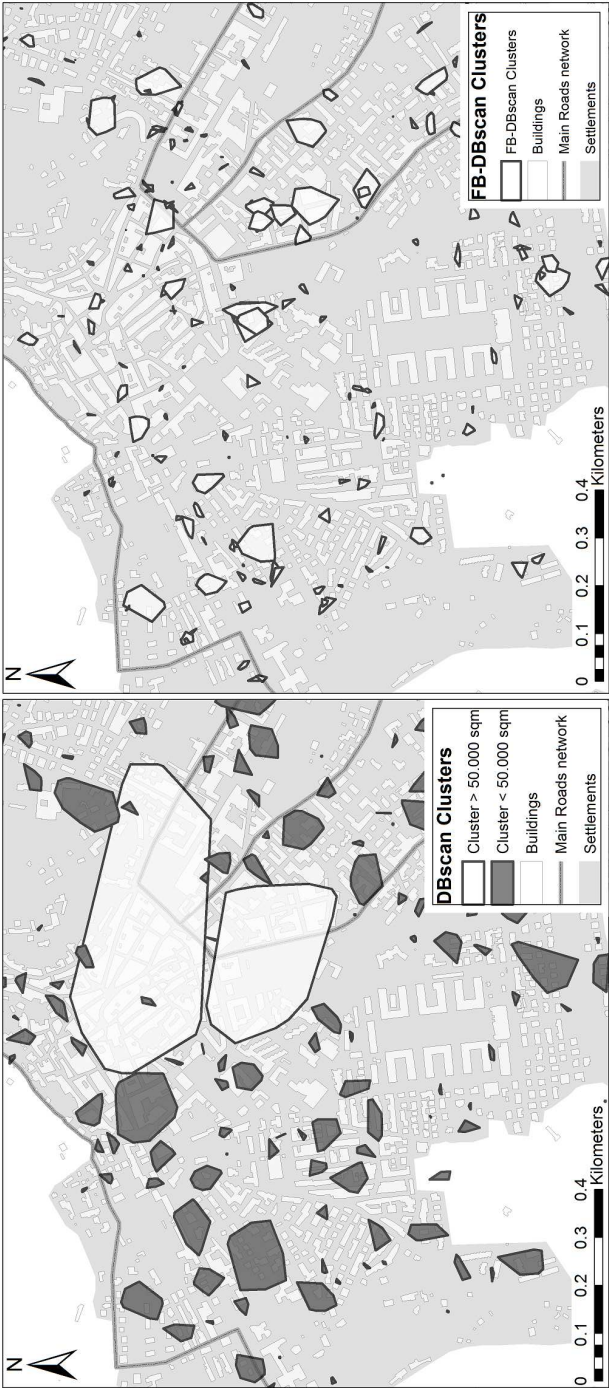 N
DBscan Clusters
Cluster > 50.000 sqm
Cluster < 50.000 sqm
Buildings
Main Roads network
Settlements
0 0.1 0.2 0.3 0.4
Kilometers
N
FB-DBscan Clusters
FB-DBscan Clusters
Buildings
Main Roads network
Settlements
0 0.1 0.2 0.3 0.4
Kilometers